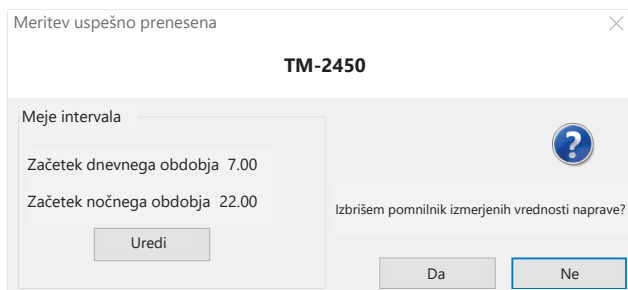 Meritev uspešno prenesena
TM-2450
Meje intervala
Začetek dnevnega obdobja 7.00
Začetek nočnega obdobja 22.00
Uredi
Izbrišem pomnilnik izmerjenih vrednosti naprave?
Da
Ne